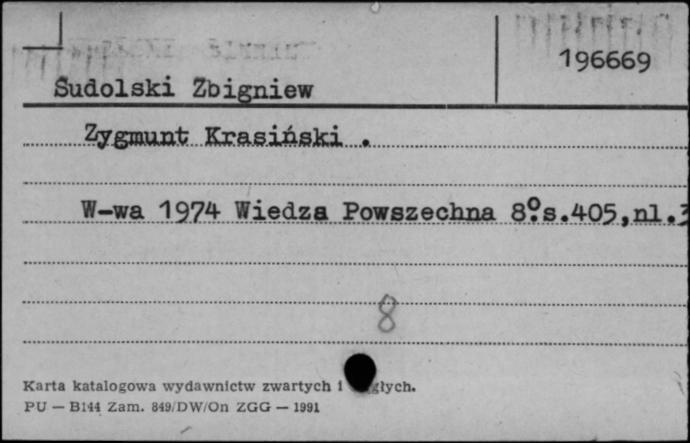 196669
Sudolski Zbigniew
Zygmunt Krasiński .
W-wa 1974 Wiedza Powszechna 8°.s.405,nl.3
8
Karta katalogowa wydawnictw zwartych i
PU — B144 Zam. 849/DW/On ZGG — 1991